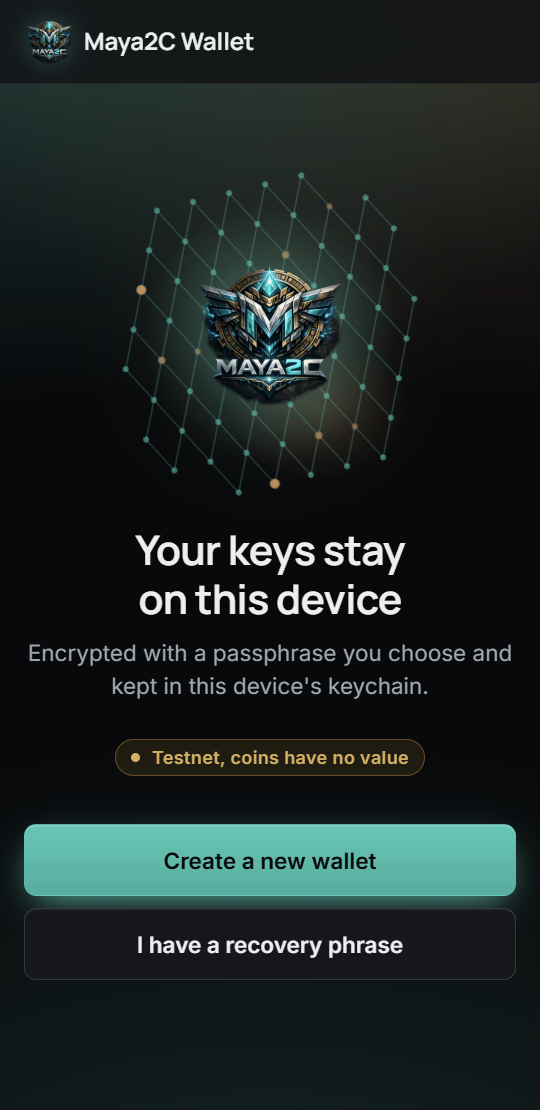 MAYA2C
Maya2C Wallet
MAYA2C
Your keys stay
on this device
Encrypted with a passphrase you choose and
kept in this device's keychain.
Testnet, coins have no value
Create a new wallet
I have a recovery phrase